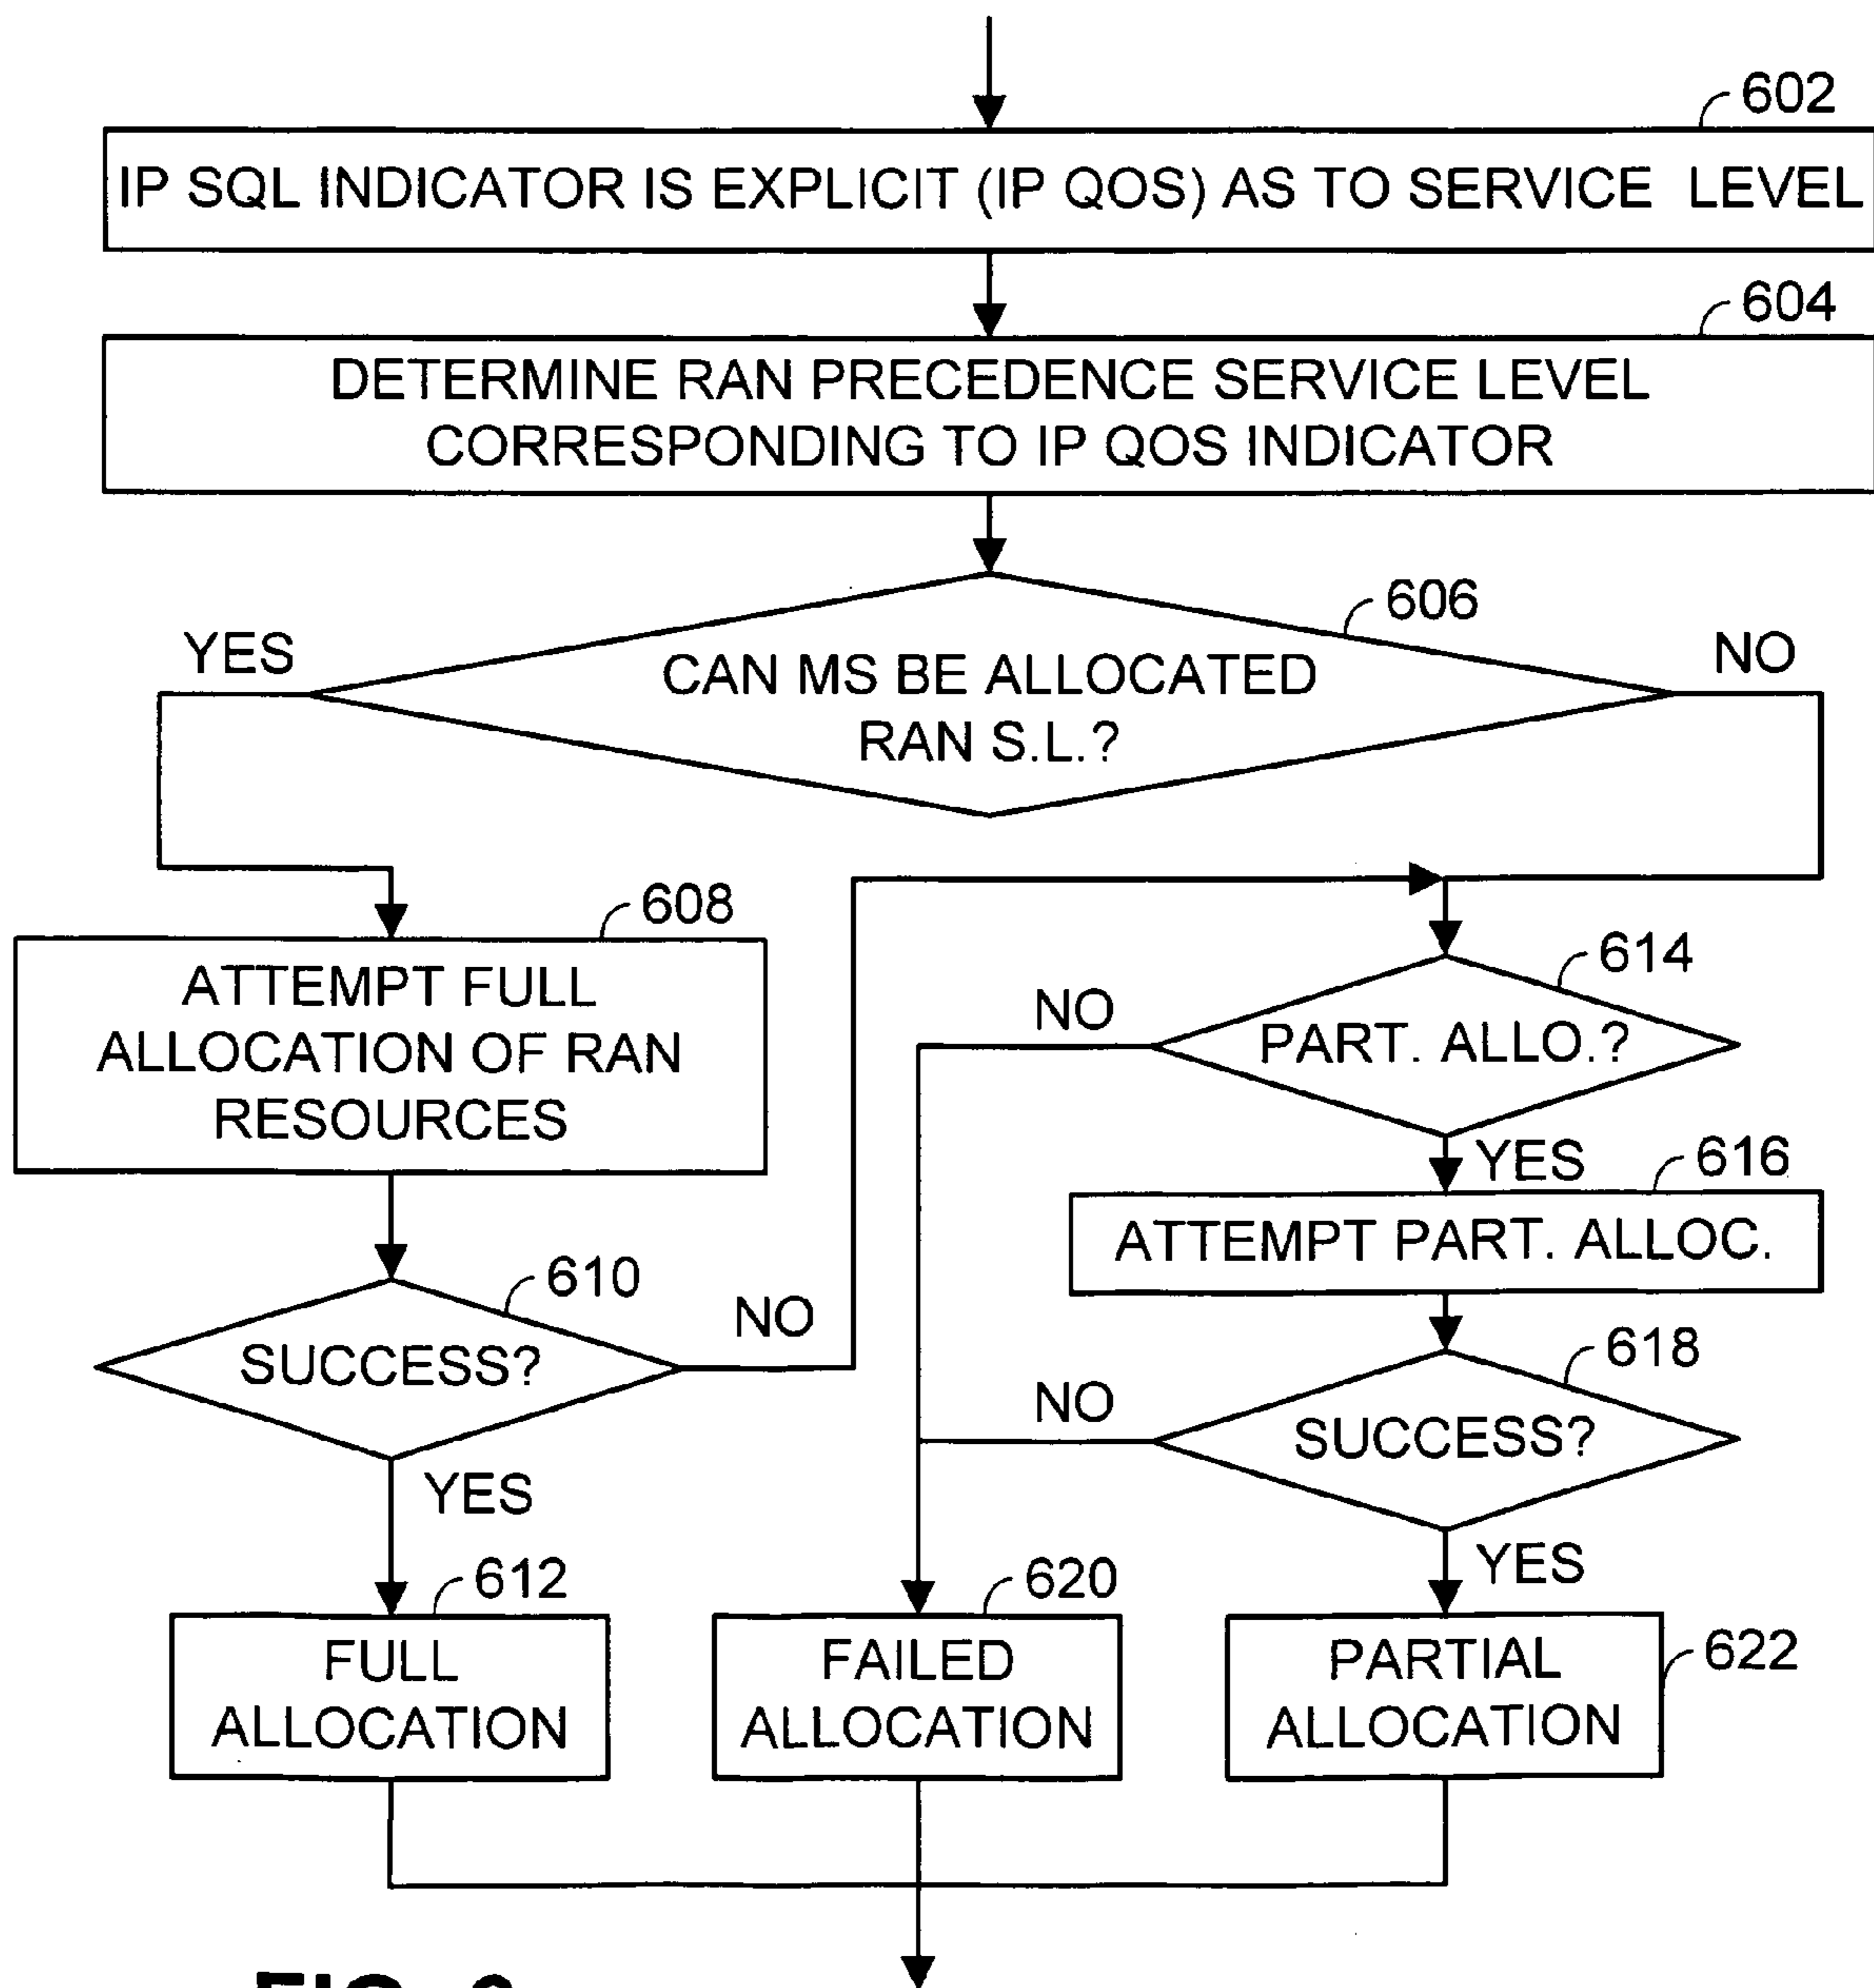 602
IP SQL INDICATOR IS EXPLICIT (IP QOS) AS TO SERVICE LEVEL
604
DETERMINE RAN PRECEDENCE SERVICE LEVEL
CORRESPONDING TO IP QOS INDICATOR
606
YES
NO
CAN MS BE ALLOCATED
RAN S.L.?
608
ATTEMPT FULL
ALLOCATION OF RAN
RESOURCES
614
NO
PART. ALLO.?
YES
616
ATTEMPT PART. ALLOC.
610
NO
SUCCESS?
YES
618
NO
SUCCESS?
YES
612
FULL
ALLOCATION
620
FAILED
ALLOCATION
622
PARTIAL
ALLOCATION